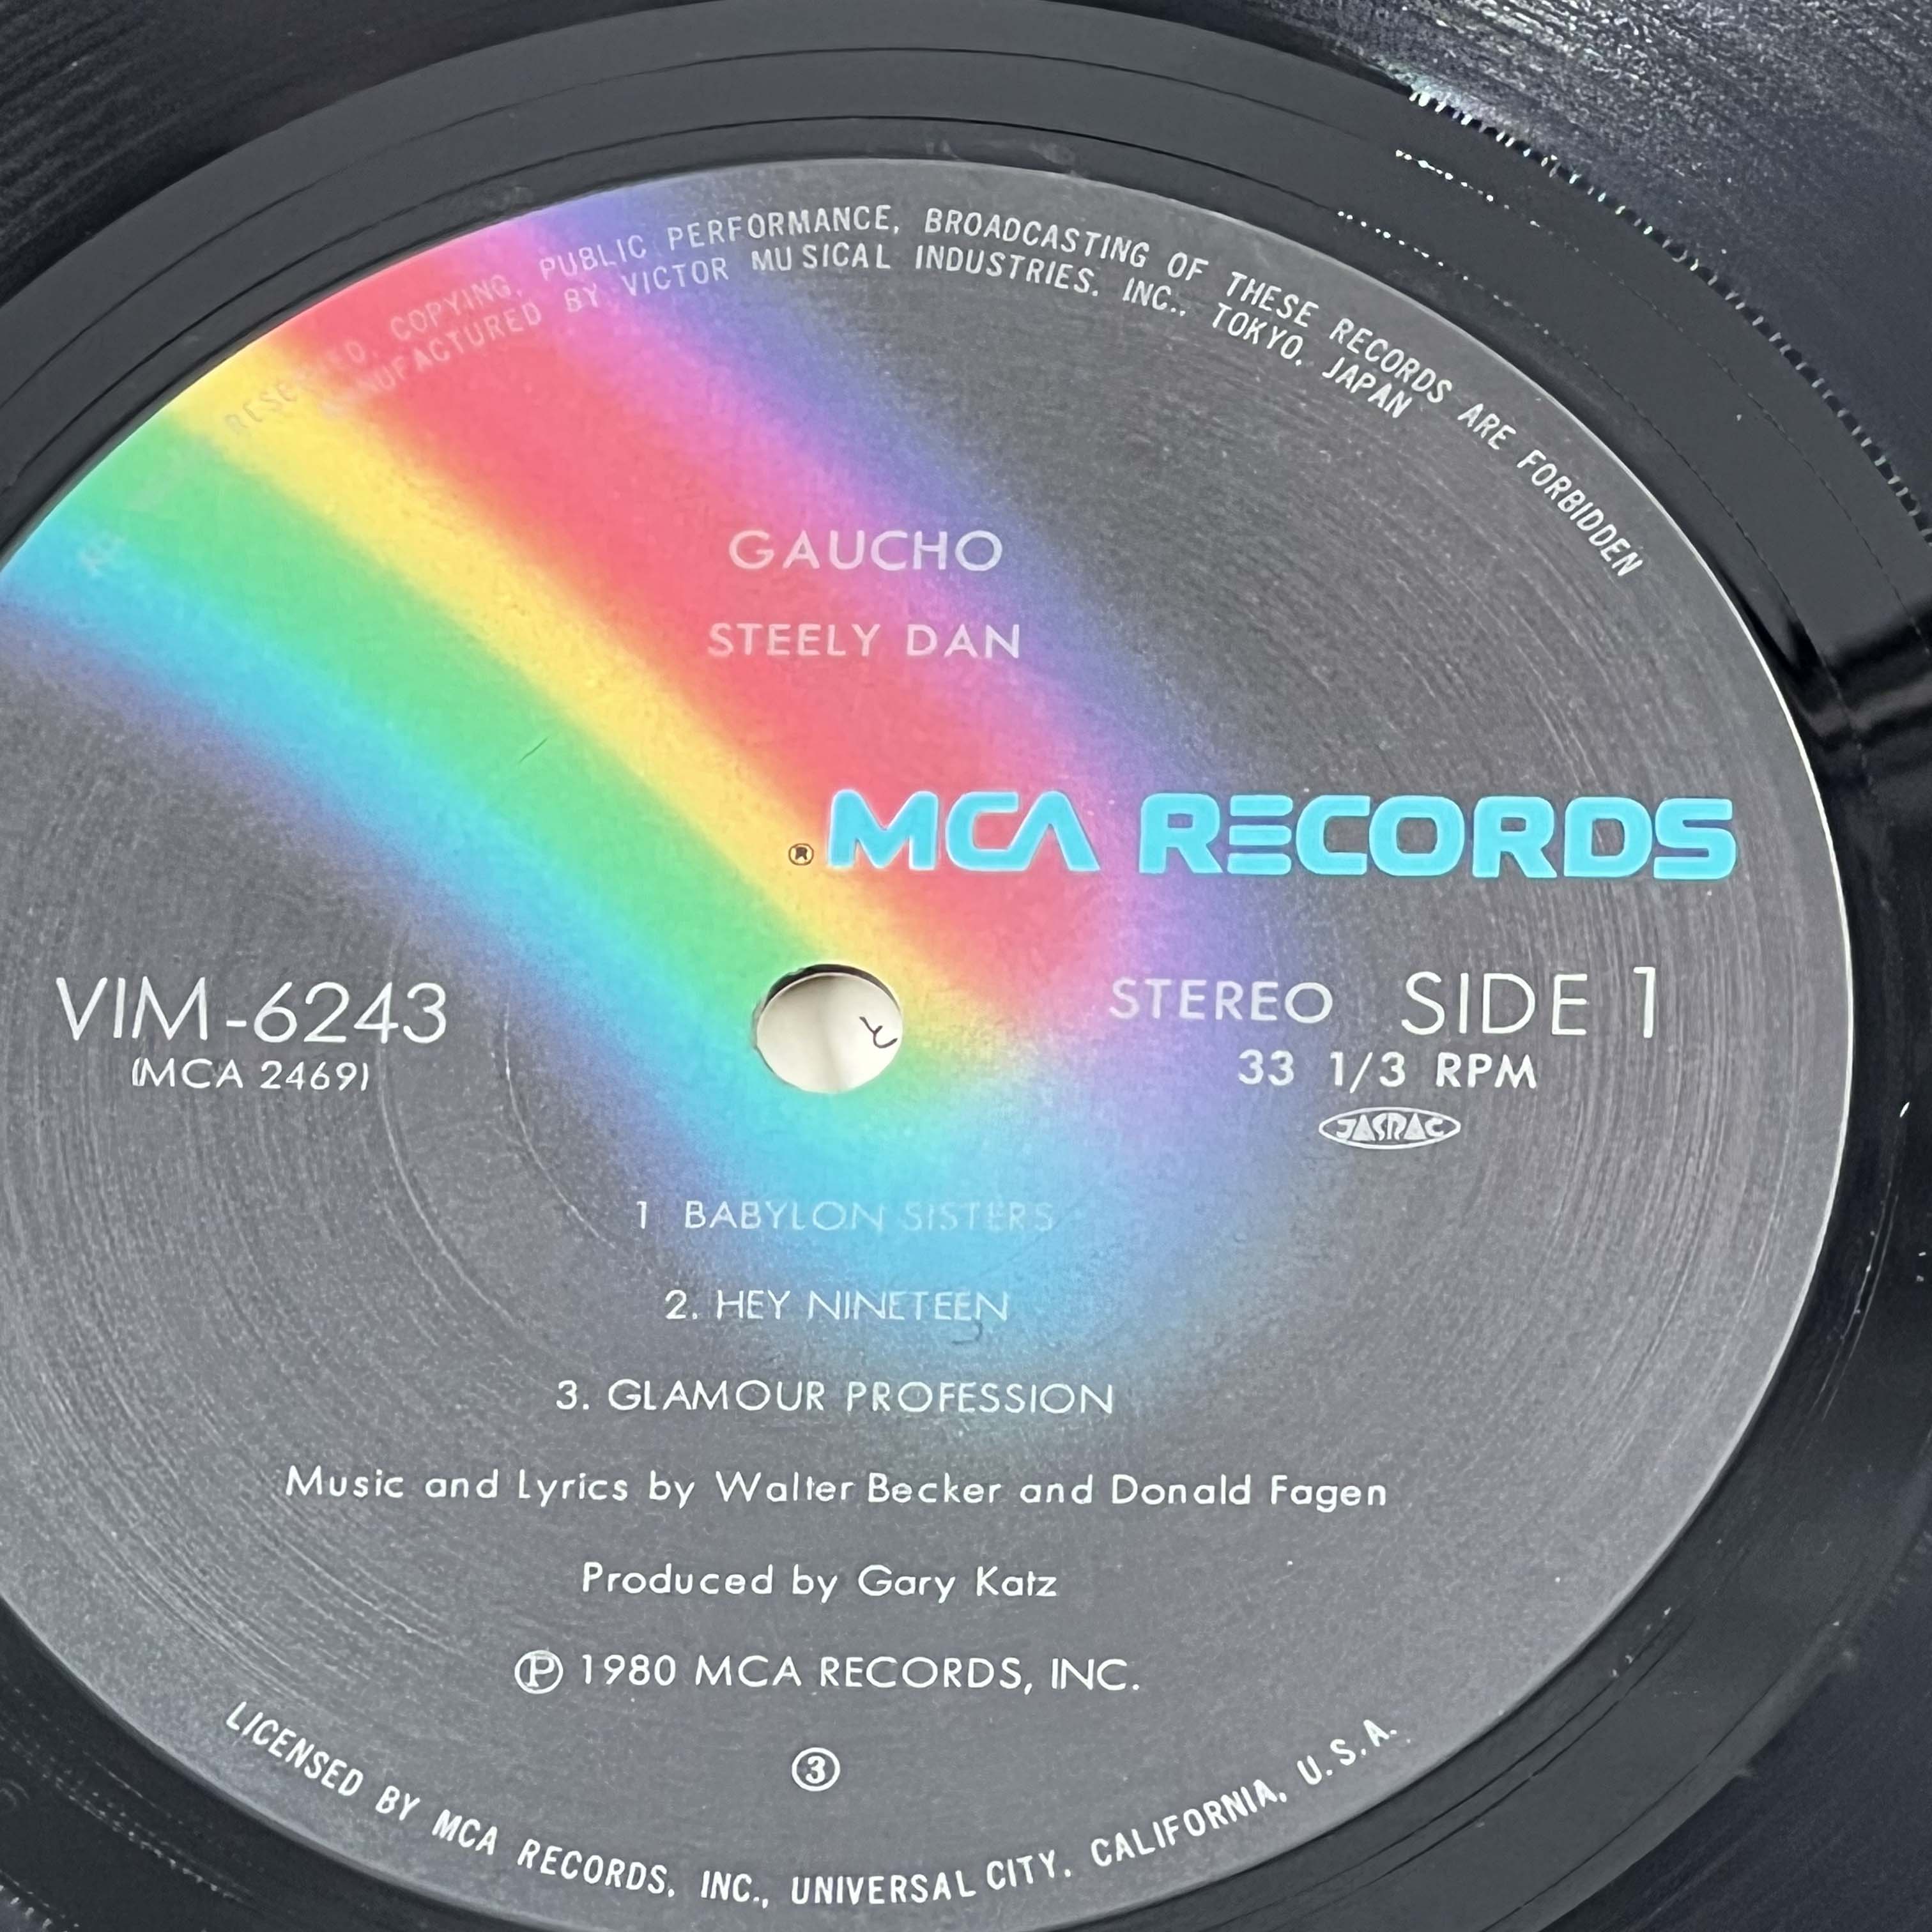 RESERVED, COPYING, PUBLIC PERFORMANCE, BROADCASTING OF THESE RECORDS ARE FORBIDDEN
MANUFACTURED BY VICTOR MUSICAL INDUSTRIES, INC., TOKYO, JAPAN
GAUCHO
STEELY DAN
® MCA RECORDS
VIM-6243
(MCA 2469)
STEREO SIDE 1
33 1/3 RPM
JASRAC
1 BABYLON SISTERS
2. HEY NINETEEN
3. GLAMOUR PROFESSION
Music and Lyrics by Walter Becker and Donald Fagen
Produced by Gary Katz
Ⓟ 1980 MCA RECORDS, INC.
③
LICENSED BY MCA RECORDS, INC., UNIVERSAL CITY, CALIFORNIA, U.S.A.